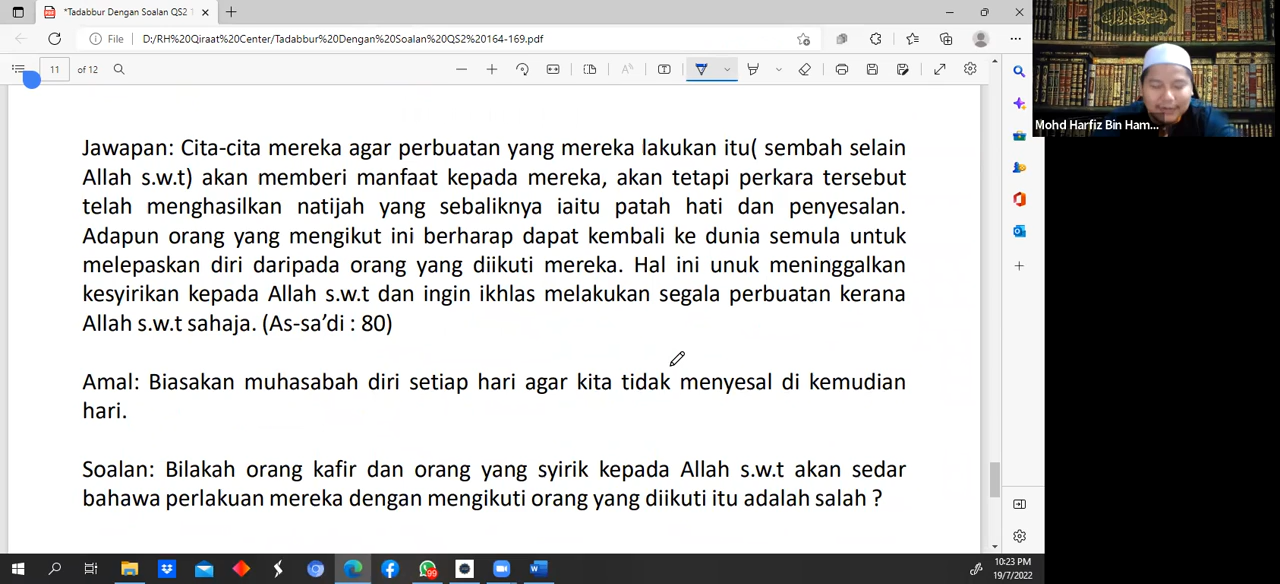 *Tadabbur Dengan Soalan QS2 1
File
D:/RH%20Qiraat%20Center/Tadabbur%20Dengan%20Soalan%20QS2%20164-169.pdf
11 of 12
Mohd Harfiz Bin Ham...
Jawapan: Cita-cita mereka agar perbuatan yang mereka lakukan itu( sembah selain
Allah s.w.t) akan memberi manfaat kepada mereka, akan tetapi perkara tersebut
telah menghasilkan natijah yang sebaliknya iaitu patah hati dan penyesalan.
Adapun orang yang mengikut ini berharap dapat kembali ke dunia semula untuk
melepaskan diri daripada orang yang diikuti mereka. Hal ini unuk meninggalkan
kesyirikan kepada Allah s.w.t dan ingin ikhlas melakukan segala perbuatan kerana
Allah s.w.t sahaja. (As-sa’di : 80)
Amal: Biasakan muhasabah diri setiap hari agar kita tidak menyesal di kemudian
hari.
Soalan: Bilakah orang kafir dan orang yang syirik kepada Allah s.w.t akan sedar
bahawa perlakuan mereka dengan mengikuti orang yang diikuti itu adalah salah ?
99
10:23 PM
19/7/2022